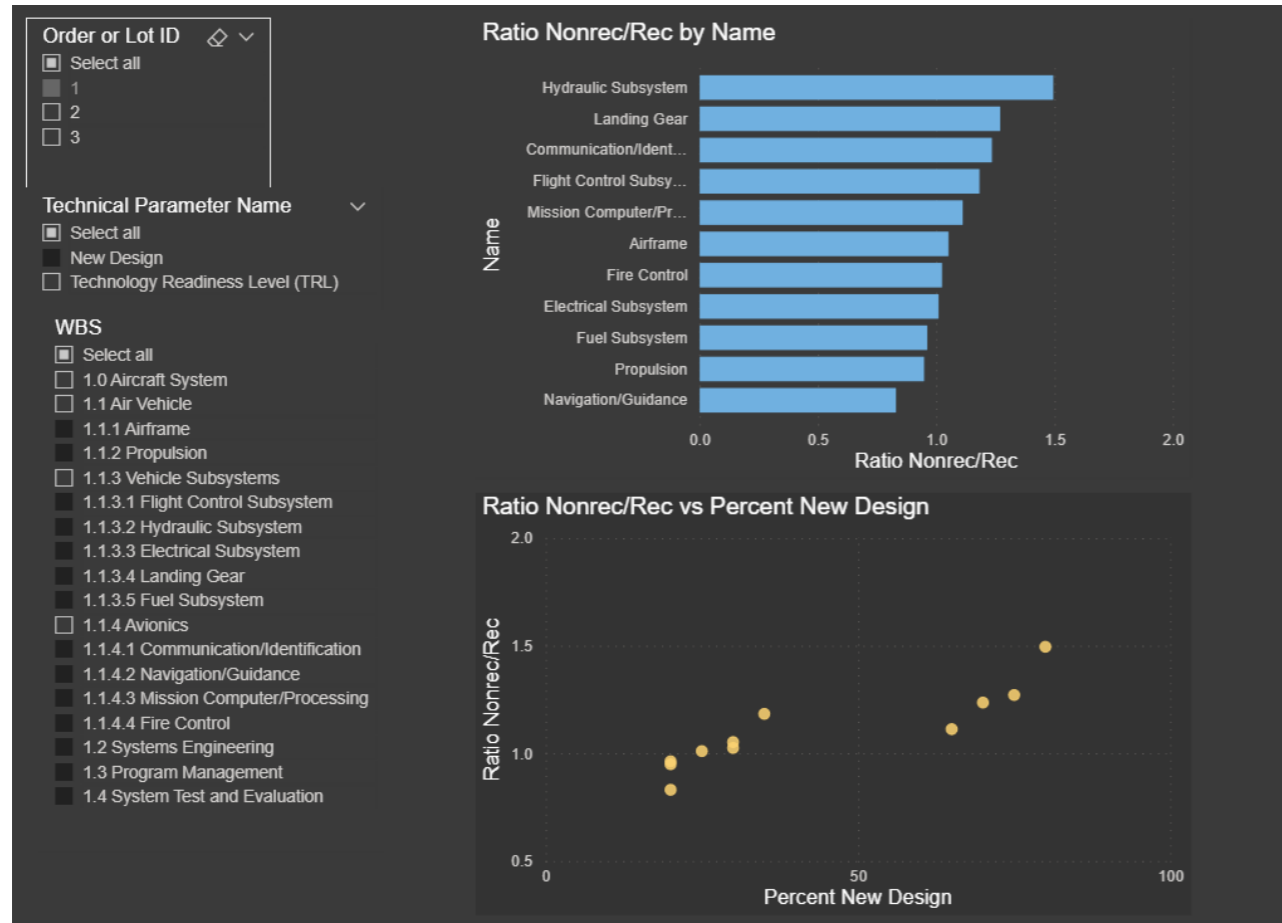 Order or Lot ID
Select all
1
2
3
Technical Parameter Name
Select all
New Design
Technology Readiness Level (TRL)
WBS
Select all
1.0 Aircraft System
1.1 Air Vehicle
1.1.1 Airframe
1.1.2 Propulsion
1.1.3 Vehicle Subsystems
1.1.3.1 Flight Control Subsystem
1.1.3.2 Hydraulic Subsystem
1.1.3.3 Electrical Subsystem
1.1.3.4 Landing Gear
1.1.3.5 Fuel Subsystem
1.1.4 Avionics
1.1.4.1 Communication/Identification
1.1.4.2 Navigation/Guidance
1.1.4.3 Mission Computer/Processing
1.1.4.4 Fire Control
1.2 Systems Engineering
1.3 Program Management
1.4 System Test and Evaluation
Ratio Nonrec/Rec by Name
Name
Hydraulic Subsystem
Landing Gear
Communication/Ident...
Flight Control Subsy...
Mission Computer/Pr...
Airframe
Fire Control
Electrical Subsystem
Fuel Subsystem
Propulsion
Navigation/Guidance
0.0 0.5 1.0 1.5 2.0
Ratio Nonrec/Rec
Ratio Nonrec/Rec vs Percent New Design
Ratio Nonrec/Rec
2.0
1.5
1.0
0.5
0 50 100
Percent New Design